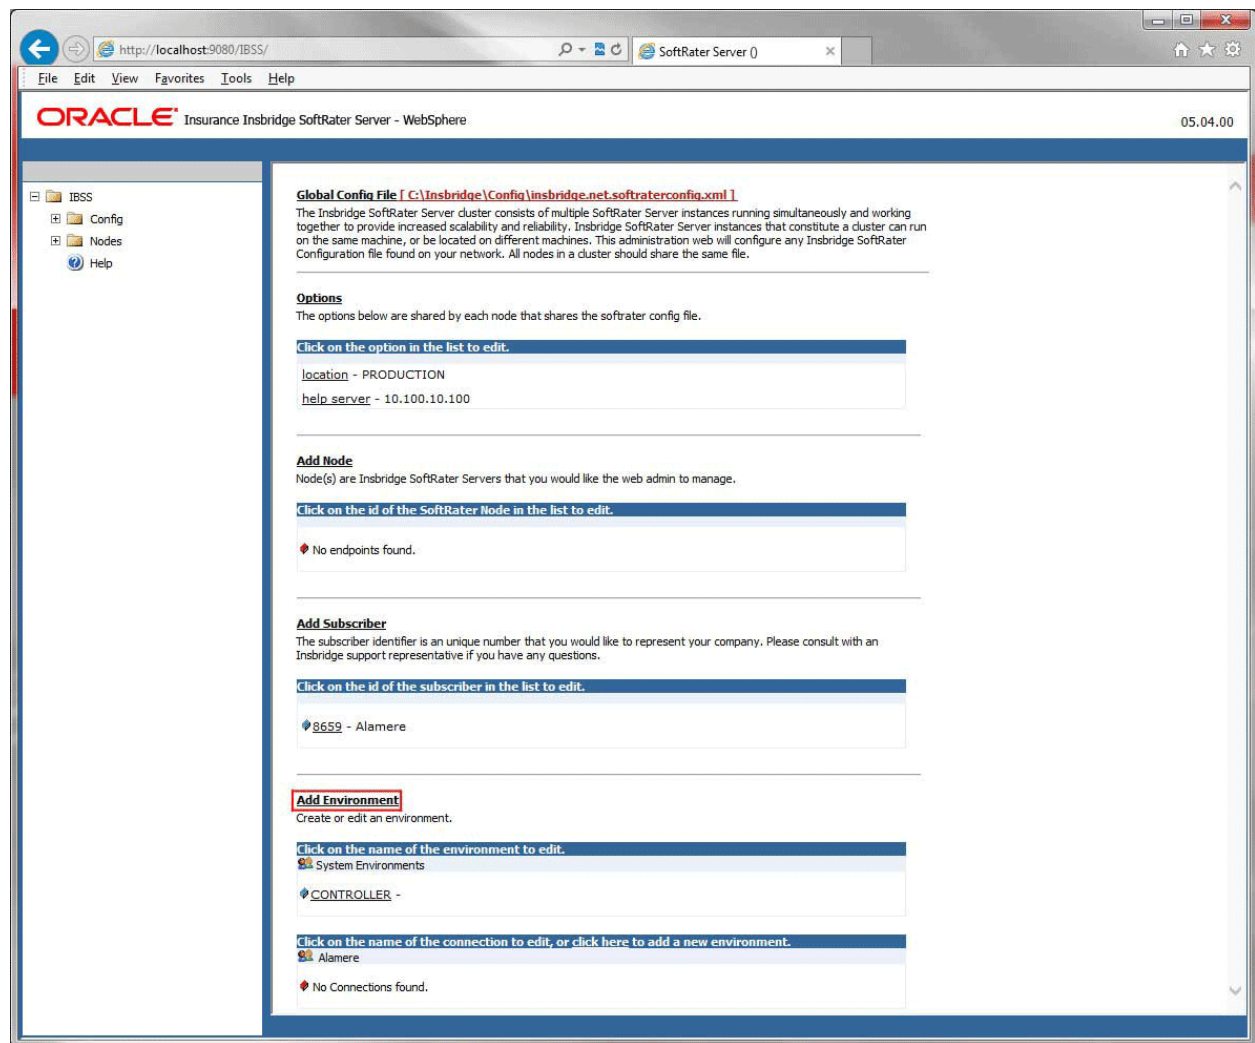 http://localhost:9080/IBSS/
SoftRater Server ()
File Edit View Favorites Tools Help
ORACLE Insurance Insbridge SoftRater Server - WebSphere
05.04.00
IBSS
Config
Nodes
Help
Global Config File [ C:\Insbridge\Config\insbridge.net.softraterconfig.xml ]
The Insbridge SoftRater Server cluster consists of multiple SoftRater Server instances running simultaneously and working
together to provide increased scalability and reliability. Insbridge SoftRater Server instances that constitute a cluster can run
on the same machine, or be located on different machines. This administration web will configure any Insbridge SoftRater
Configuration file found on your network. All nodes in a cluster should share the same file.
Options
The options below are shared by each node that shares the softrater config file.
Click on the option in the list to edit.
location - PRODUCTION
help server - 10.100.10.100
Add Node
Node(s) are Insbridge SoftRater Servers that you would like the web admin to manage.
Click on the id of the SoftRater Node in the list to edit.
No endpoints found.
Add Subscriber
The subscriber identifier is an unique number that you would like to represent your company. Please consult with an
Insbridge support representative if you have any questions.
Click on the id of the subscriber in the list to edit.
8659 - Alamere
Add Environment
Create or edit an environment.
Click on the name of the environment to edit.
System Environments
CONTROLLER -
Click on the name of the connection to edit, or click here to add a new environment.
Alamere
No Connections found.